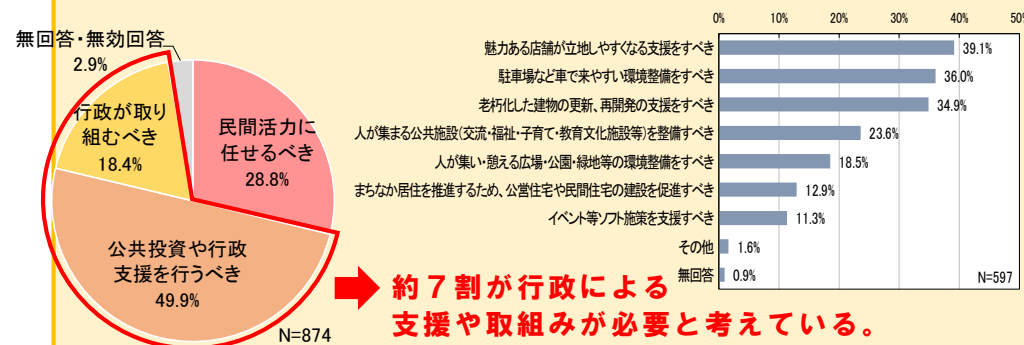 無回答・無効回答
2.9%
行政が取り
組むべき
18.4%
民間活力に
任せるべき
28.8%
公共投資や行政
支援を行うべき
49.9%
N=874
0%
10%
20%
30%
40%
50%
魅力ある店舗が立地しやすくなる支援をすべき
39.1%
駐車場など車で来やすい環境整備をすべき
36.0%
老朽化した建物の更新、再開発の支援をすべき
34.9%
人が集まる公共施設(交流・福祉・子育て・教育文化施設等)を整備すべき
23.6%
人が集い・憩える広場・公園・緑地等の環境整備をすべき
18.5%
まちなか居住を推進するため、公営住宅や民間住宅の建設を促進すべき
12.9%
イベント等ソフト施策を支援すべき
11.3%
その他
1.6%
無回答
0.9%
N=597
約７割が行政による
支援や取組みが必要と考えている。